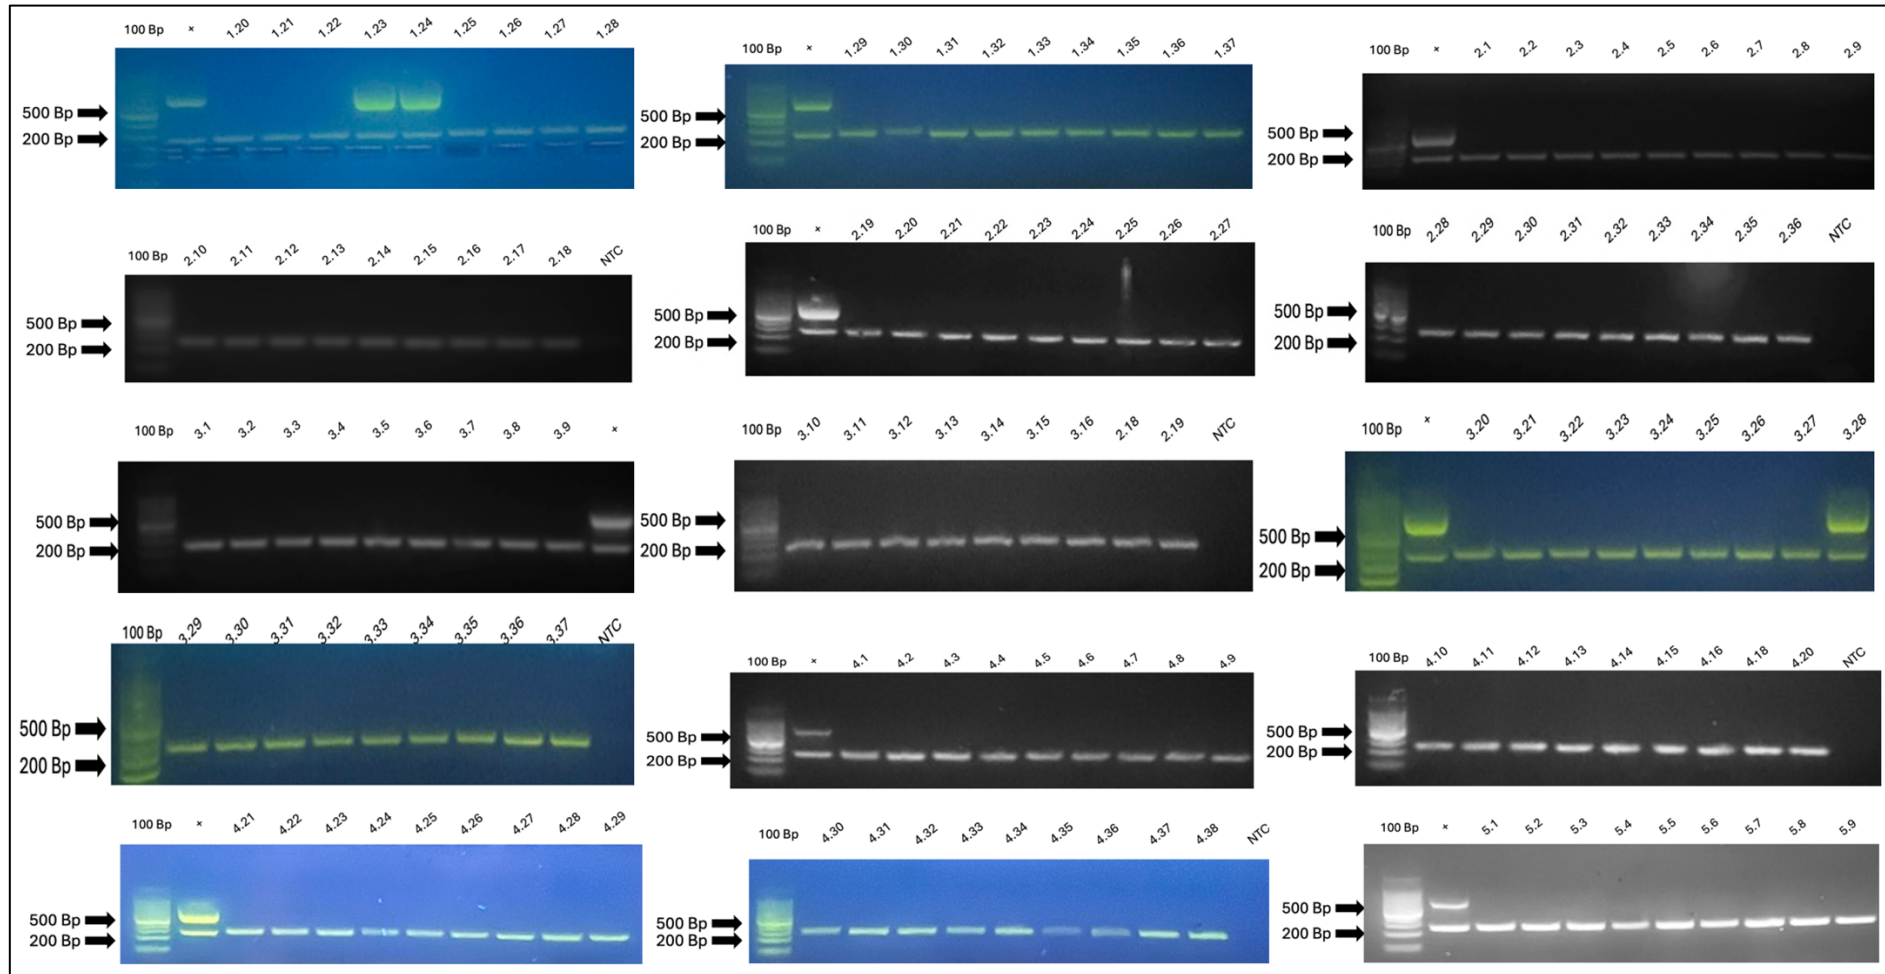 100 Bp + 1.20 1.21 1.22 1.23 1.24 1.25 1.26 1.27 1.28
500 Bp
200 Bp
100 Bp + 1.29 1.30 1.31 1.32 1.33 1.34 1.35 1.36 1.37
500 Bp
200 Bp
100 Bp + 2.1 2.2 2.3 2.4 2.5 2.6 2.7 2.8 2.9
500 Bp
200 Bp
100 Bp 2.10 2.11 2.12 2.13 2.14 2.15 2.16 2.17 2.18 NTC
500 Bp
200 Bp
100 Bp + 2.19 2.20 2.21 2.22 2.23 2.24 2.25 2.26 2.27
500 Bp
200 Bp
100 Bp 2.28 2.29 2.30 2.31 2.32 2.33 2.34 2.35 2.36 NTC
500 Bp
200 Bp
100 Bp 3.1 3.2 3.3 3.4 3.5 3.6 3.7 3.8 3.9 +
500 Bp
200 Bp
100 Bp 3.10 3.11 3.12 3.13 3.14 3.15 3.16 2.18 2.19 NTC
500 Bp
200 Bp
100 Bp + 3.20 3.21 3.22 3.23 3.24 3.25 3.26 3.27 3.28
500 Bp
200 Bp
100 Bp 3.29 3.30 3.31 3.32 3.33 3.34 3.35 3.36 3.37 NTC
500 Bp
200 Bp
100 Bp + 4.1 4.2 4.3 4.4 4.5 4.6 4.7 4.8 4.9
500 Bp
200 Bp
100 Bp 4.10 4.11 4.12 4.13 4.14 4.15 4.16 4.18 4.20 NTC
500 Bp
200 Bp
100 Bp + 4.21 4.22 4.23 4.24 4.25 4.26 4.27 4.28 4.29
500 Bp
200 Bp
100 Bp 4.30 4.31 4.32 4.33 4.34 4.35 4.36 4.37 4.38 NTC
500 Bp
200 Bp
100 Bp + 5.1 5.2 5.3 5.4 5.5 5.6 5.7 5.8 5.9
500 Bp
200 Bp